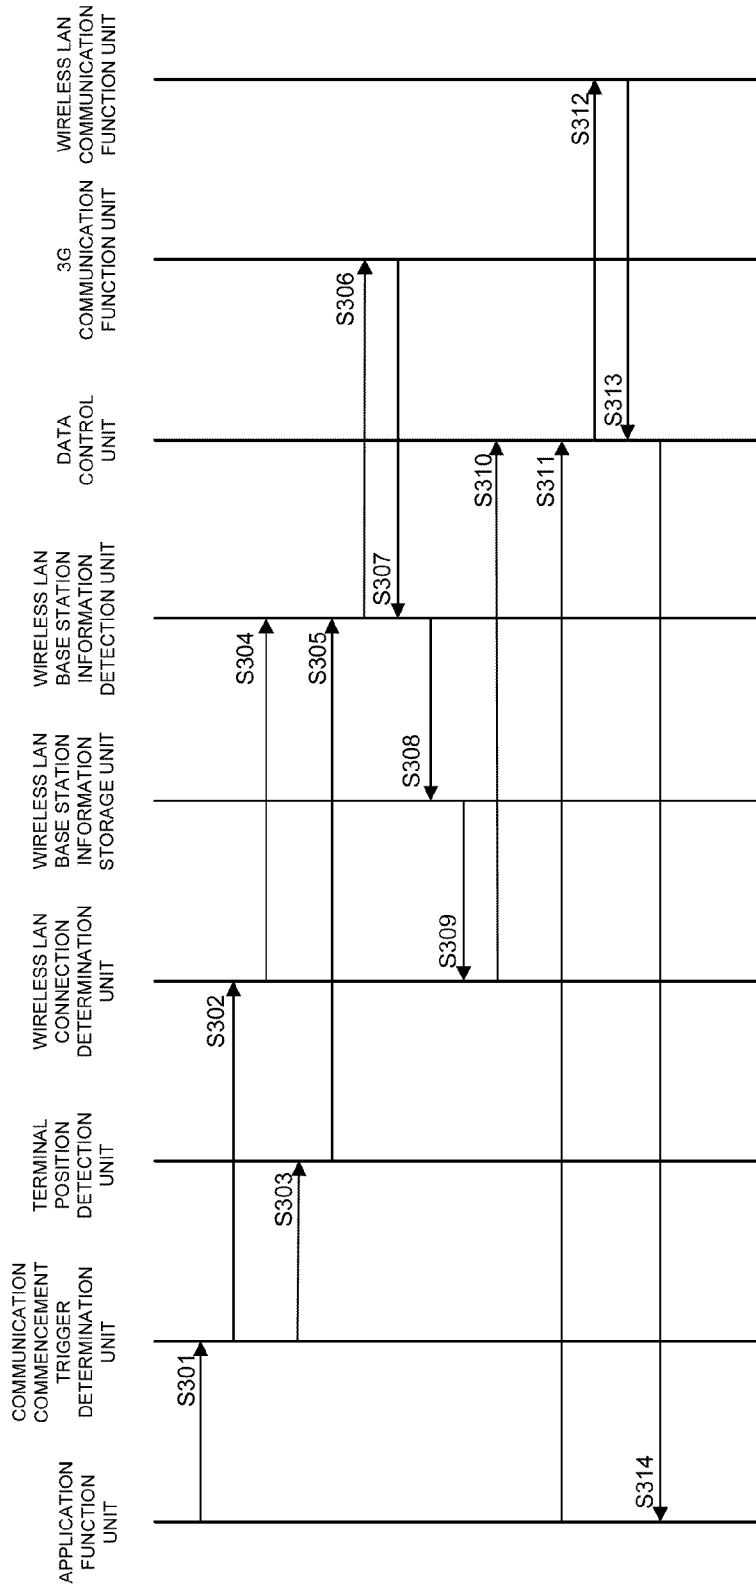 APPLICATION
FUNCTION
UNIT
COMMUNICATION
COMMENCEMENT
TRIGGER
DETERMINATION
UNIT
TERMINAL
POSITION
DETECTION
UNIT
WIRELESS LAN
CONNECTION
DETERMINATION
UNIT
WIRELESS LAN
BASE STATION
INFORMATION
STORAGE UNIT
WIRELESS LAN
BASE STATION
INFORMATION
DETECTION UNIT
DATA
CONTROL
UNIT
3G
COMMUNICATION
FUNCTION UNIT
WIRELESS LAN
COMMUNICATION
FUNCTION UNIT
S301
S302
S304
S303
S305
S306
S307
S308
S309
S310
S311
S312
S313
S314